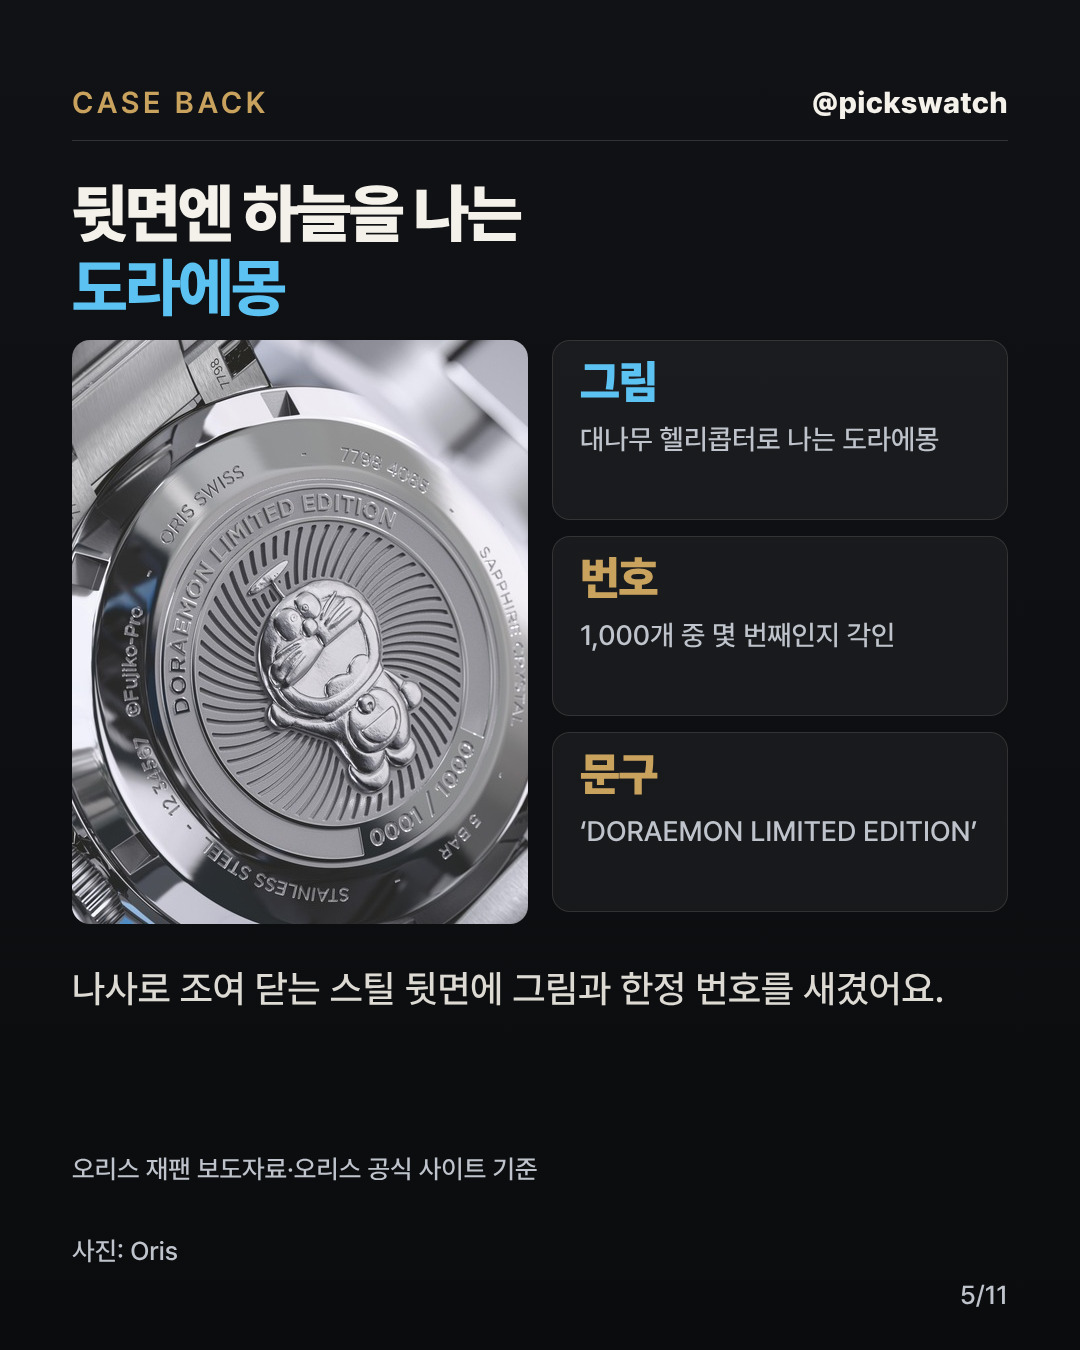 CASE BACK
@pickswatch
뒷면엔 하늘을 나는
도라에몽
7798
ORIS SWISS - 7798 4085 -
SAPPHIRE CRYSTAL
5 BAR
STAINLESS STEEL
12 34567
©Fujiko-Pro
DORAEMON LIMITED EDITION
0001 / 1000
그림
대나무 헬리콥터로 나는 도라에몽
번호
1,000개 중 몇 번째인지 각인
문구
‘DORAEMON LIMITED EDITION’
나사로 조여 닫는 스틸 뒷면에 그림과 한정 번호를 새겼어요.
오리스 재팬 보도자료·오리스 공식 사이트 기준
사진: Oris
5/11